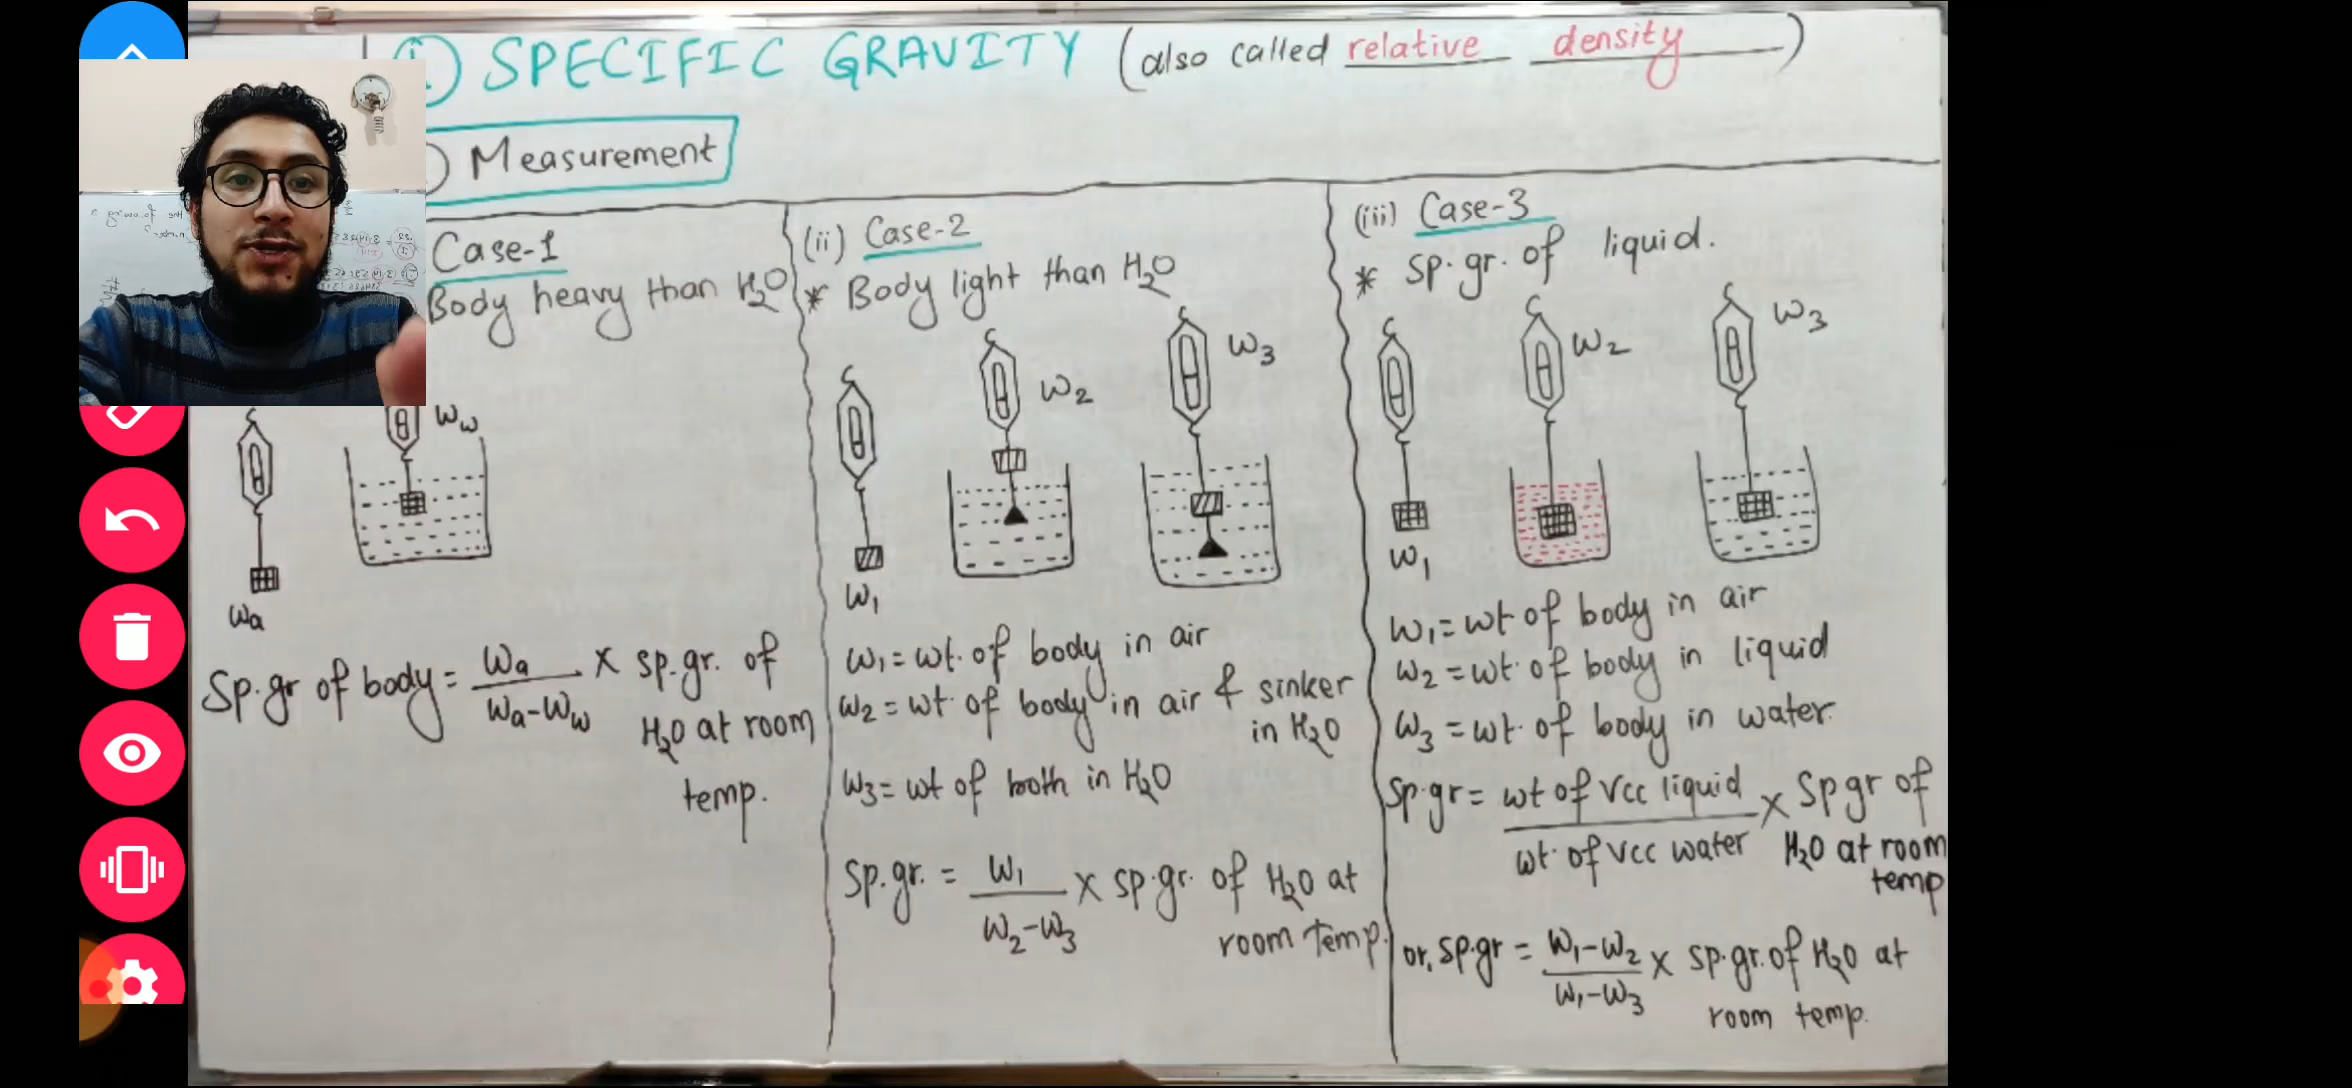 ① SPECIFIC GRAVITY (also called relative density)
) Measurement
Case-1
Body heavy than H₂O
Wₐ
W_w
Sp.gr of body = Wₐ / Wₐ-W_w × sp.gr. of
H₂O at room
temp.
(ii) Case-2
* Body light than H₂O
W₁
W₂
W₃
W₁ = wt. of body in air
W₂ = wt. of body in air & sinker
in H₂O
W₃ = wt of both in H₂O
Sp.gr. = W₁ / W₂-W₃ × sp.gr. of H₂O at
room temp.
(iii) Case-3
* Sp.gr. of liquid.
W₁
W₂
W₃
W₁ = wt of body in air
W₂ = wt. of body in liquid
W₃ = wt. of body in water.
Sp.gr = wt of Vcc liquid / wt. of Vcc water × Sp gr of
H₂O at room
temp
or, sp.gr = W₁-W₂ / W₁-W₃ × sp.gr. of H₂O at
room temp.